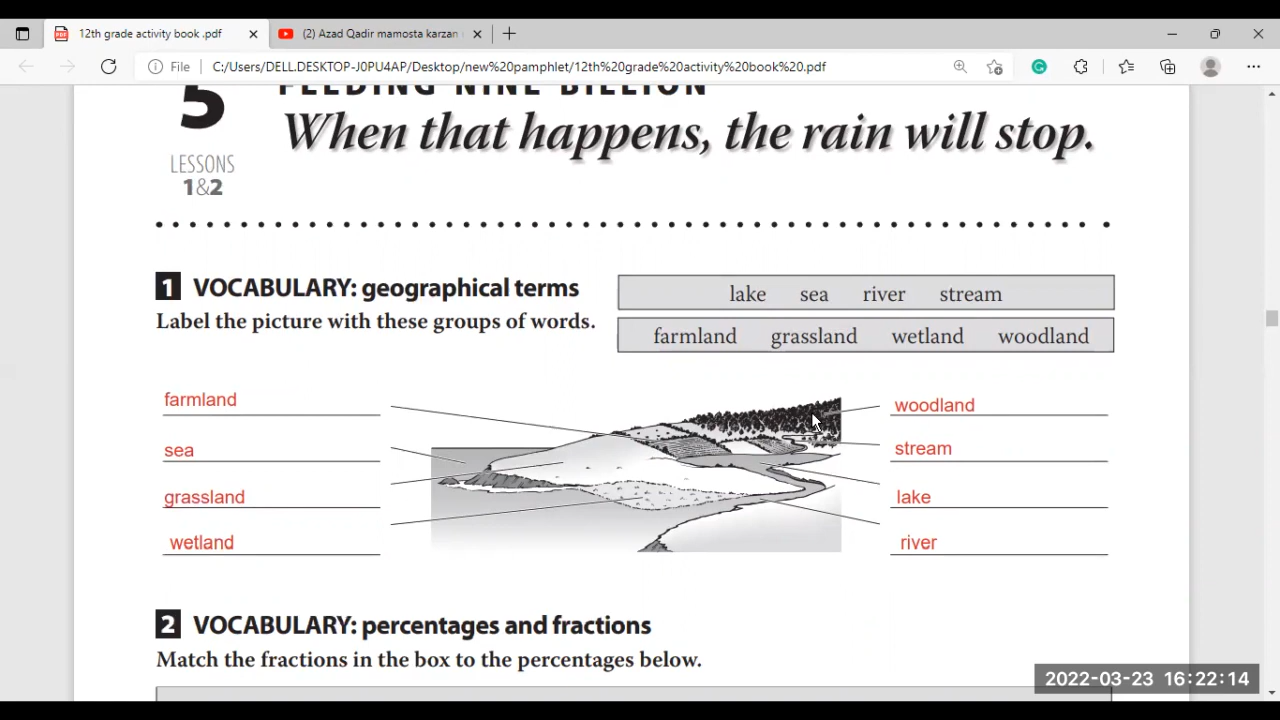 12th grade activity book .pdf
(2) Azad Qadir mamosta karzan
File
C:/Users/DELL.DESKTOP-J0PU4AP/Desktop/new%20pamphlet/12th%20grade%20activity%20book%20.pdf
5
FEEDING NINE BILLION
When that happens, the rain will stop.
LESSONS
1&2
1 VOCABULARY: geographical terms
Label the picture with these groups of words.
lake sea river stream
farmland grassland wetland woodland
farmland
sea
grassland
wetland
woodland
stream
lake
river
2 VOCABULARY: percentages and fractions
Match the fractions in the box to the percentages below.
2022-03-23 16:22:14